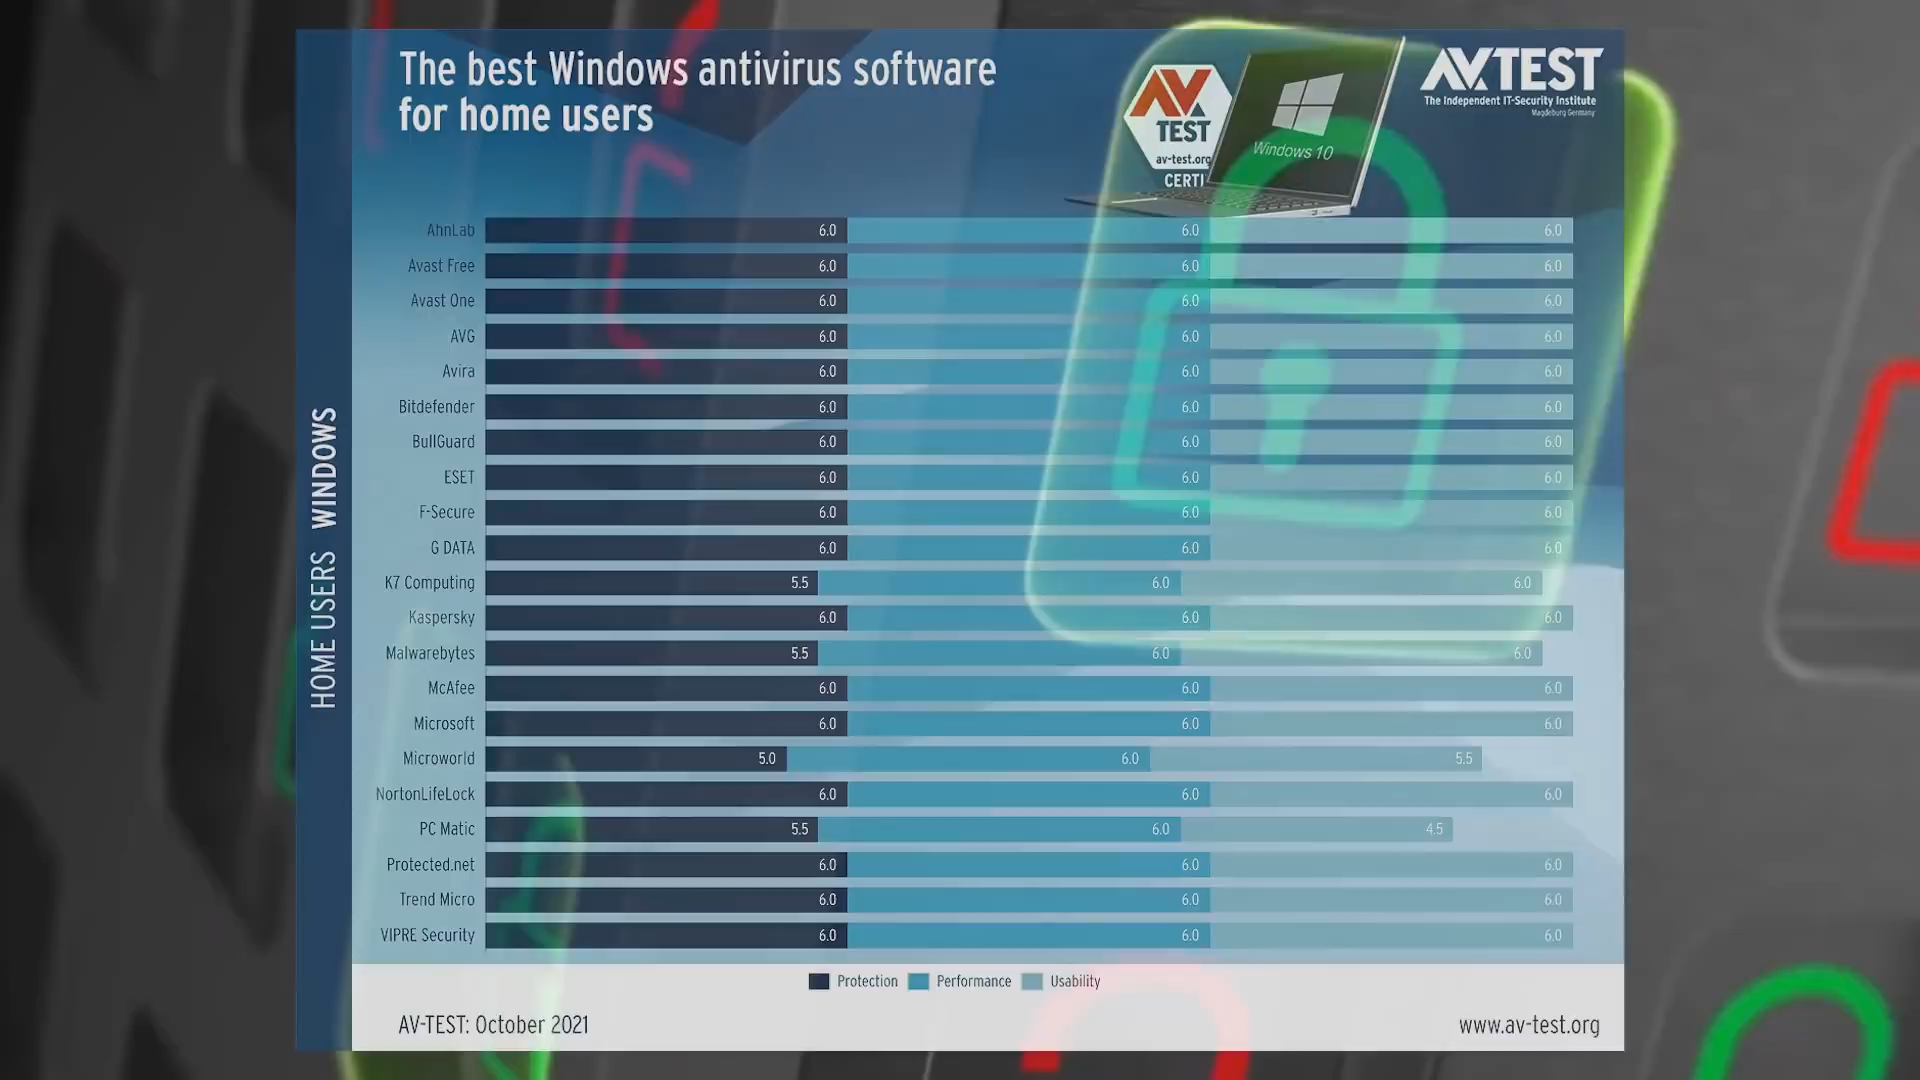 The best Windows antivirus software
for home users
AV
TEST
av-test.org
CERTI
Windows 10
AV-TEST
The Independent IT-Security Institute
Magdeburg Germany
HOME USERS WINDOWS
AhnLab 6.0 6.0 6.0
Avast Free 6.0 6.0 6.0
Avast One 6.0 6.0 6.0
AVG 6.0 6.0 6.0
Avira 6.0 6.0 6.0
Bitdefender 6.0 6.0 6.0
BullGuard 6.0 6.0 6.0
ESET 6.0 6.0 6.0
F-Secure 6.0 6.0 6.0
G DATA 6.0 6.0 6.0
K7 Computing 5.5 6.0 6.0
Kaspersky 6.0 6.0 6.0
Malwarebytes 5.5 6.0 6.0
McAfee 6.0 6.0 6.0
Microsoft 6.0 6.0 6.0
Microworld 5.0 6.0 5.5
NortonLifeLock 6.0 6.0 6.0
PC Matic 5.5 6.0 4.5
Protected.net 6.0 6.0 6.0
Trend Micro 6.0 6.0 6.0
VIPRE Security 6.0 6.0 6.0
Protection Performance Usability
AV-TEST: October 2021
www.av-test.org